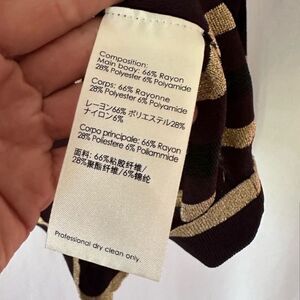 Composition:
Main body: 66% Rayon
28% Polyester 6% Polyamide
Corps: 66% Rayonne
28% Polyester 6% Polyamide
レーヨン66% ポリエステル28%
ナイロン6%
Corpo principale: 66% Rayon
28% Poliestere 6% Poliammide
面料: 66%粘胶纤维/
28%聚酯纤维/6%锦纶
Professional dry clean only.